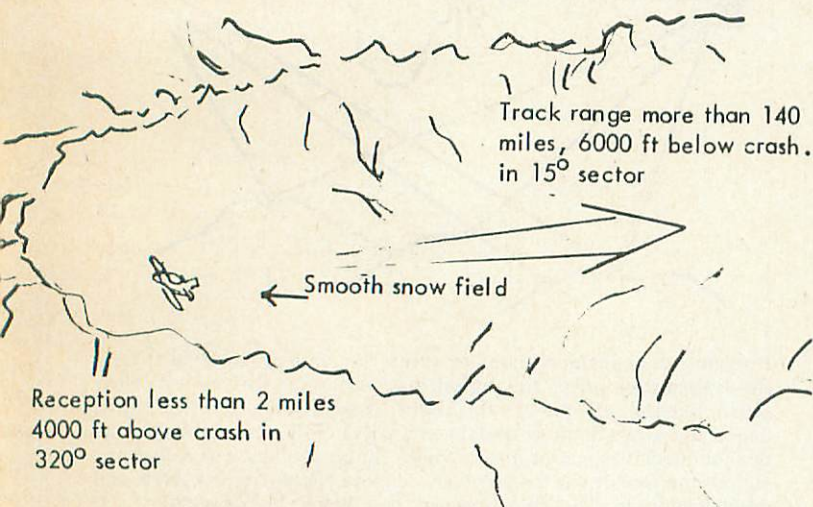 Track range more than 140
miles, 6000 ft below crash.
in 15° sector
Smooth snow field
Reception less than 2 miles
4000 ft above crash in
320° sector